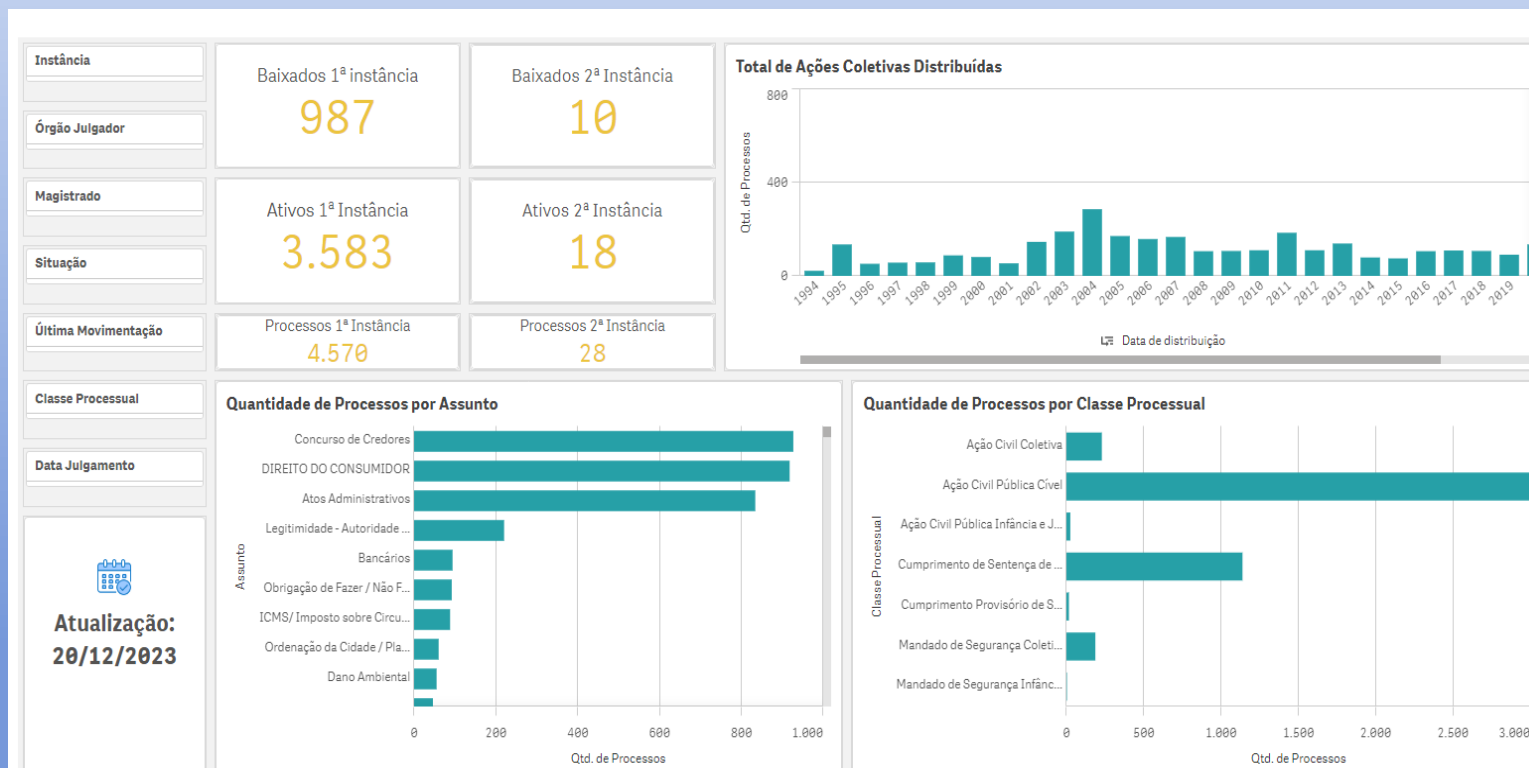 Instância
Órgão Julgador
Magistrado
Situação
Última Movimentação
Classe Processual
Data Julgamento
Atualização:
20/12/2023
Baixados 1ª instância
987
Baixados 2ª Instância
10
Ativos 1ª Instância
3.583
Ativos 2ª Instância
18
Processos 1ª Instância
4.570
Processos 2ª Instância
28
Total de Ações Coletivas Distribuídas
Qtd. de Processos
800
400
0
1994 1995 1996 1997 1998 1999 2000 2001 2002 2003 2004 2005 2006 2007 2008 2009 2010 2011 2012 2013 2014 2015 2016 2017 2018 2019
Data de distribuição
Quantidade de Processos por Assunto
Assunto
Concurso de Credores
DIREITO DO CONSUMIDOR
Atos Administrativos
Legitimidade - Autoridade ...
Bancários
Obrigação de Fazer / Não F...
ICMS/ Imposto sobre Circu...
Ordenação da Cidade / Pla...
Dano Ambiental
0 200 400 600 800 1.000
Qtd. de Processos
Quantidade de Processos por Classe Processual
Classe Processual
Ação Civil Coletiva
Ação Civil Pública Cível
Ação Civil Pública Infância e J...
Cumprimento de Sentença de ...
Cumprimento Provisório de S...
Mandado de Segurança Coleti...
Mandado de Segurança Infânc...
0 500 1.000 1.500 2.000 2.500 3.000
Qtd. de Processos